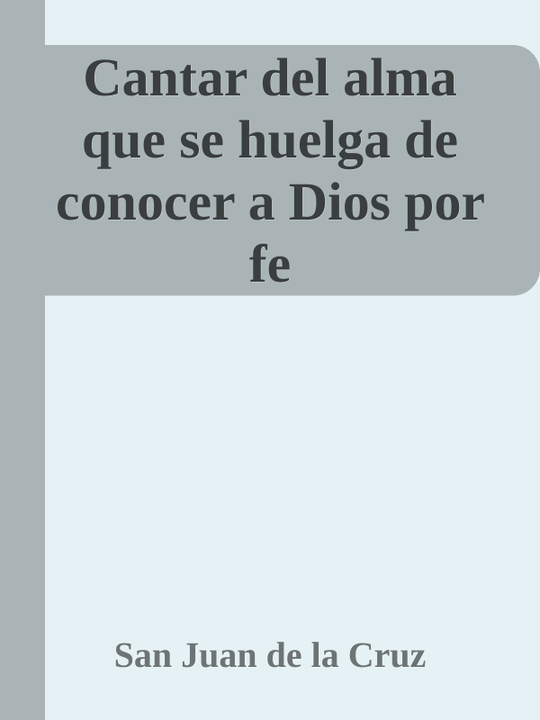 Cantar del alma
que se huelga de
conocer a Dios por
fe
San Juan de la Cruz